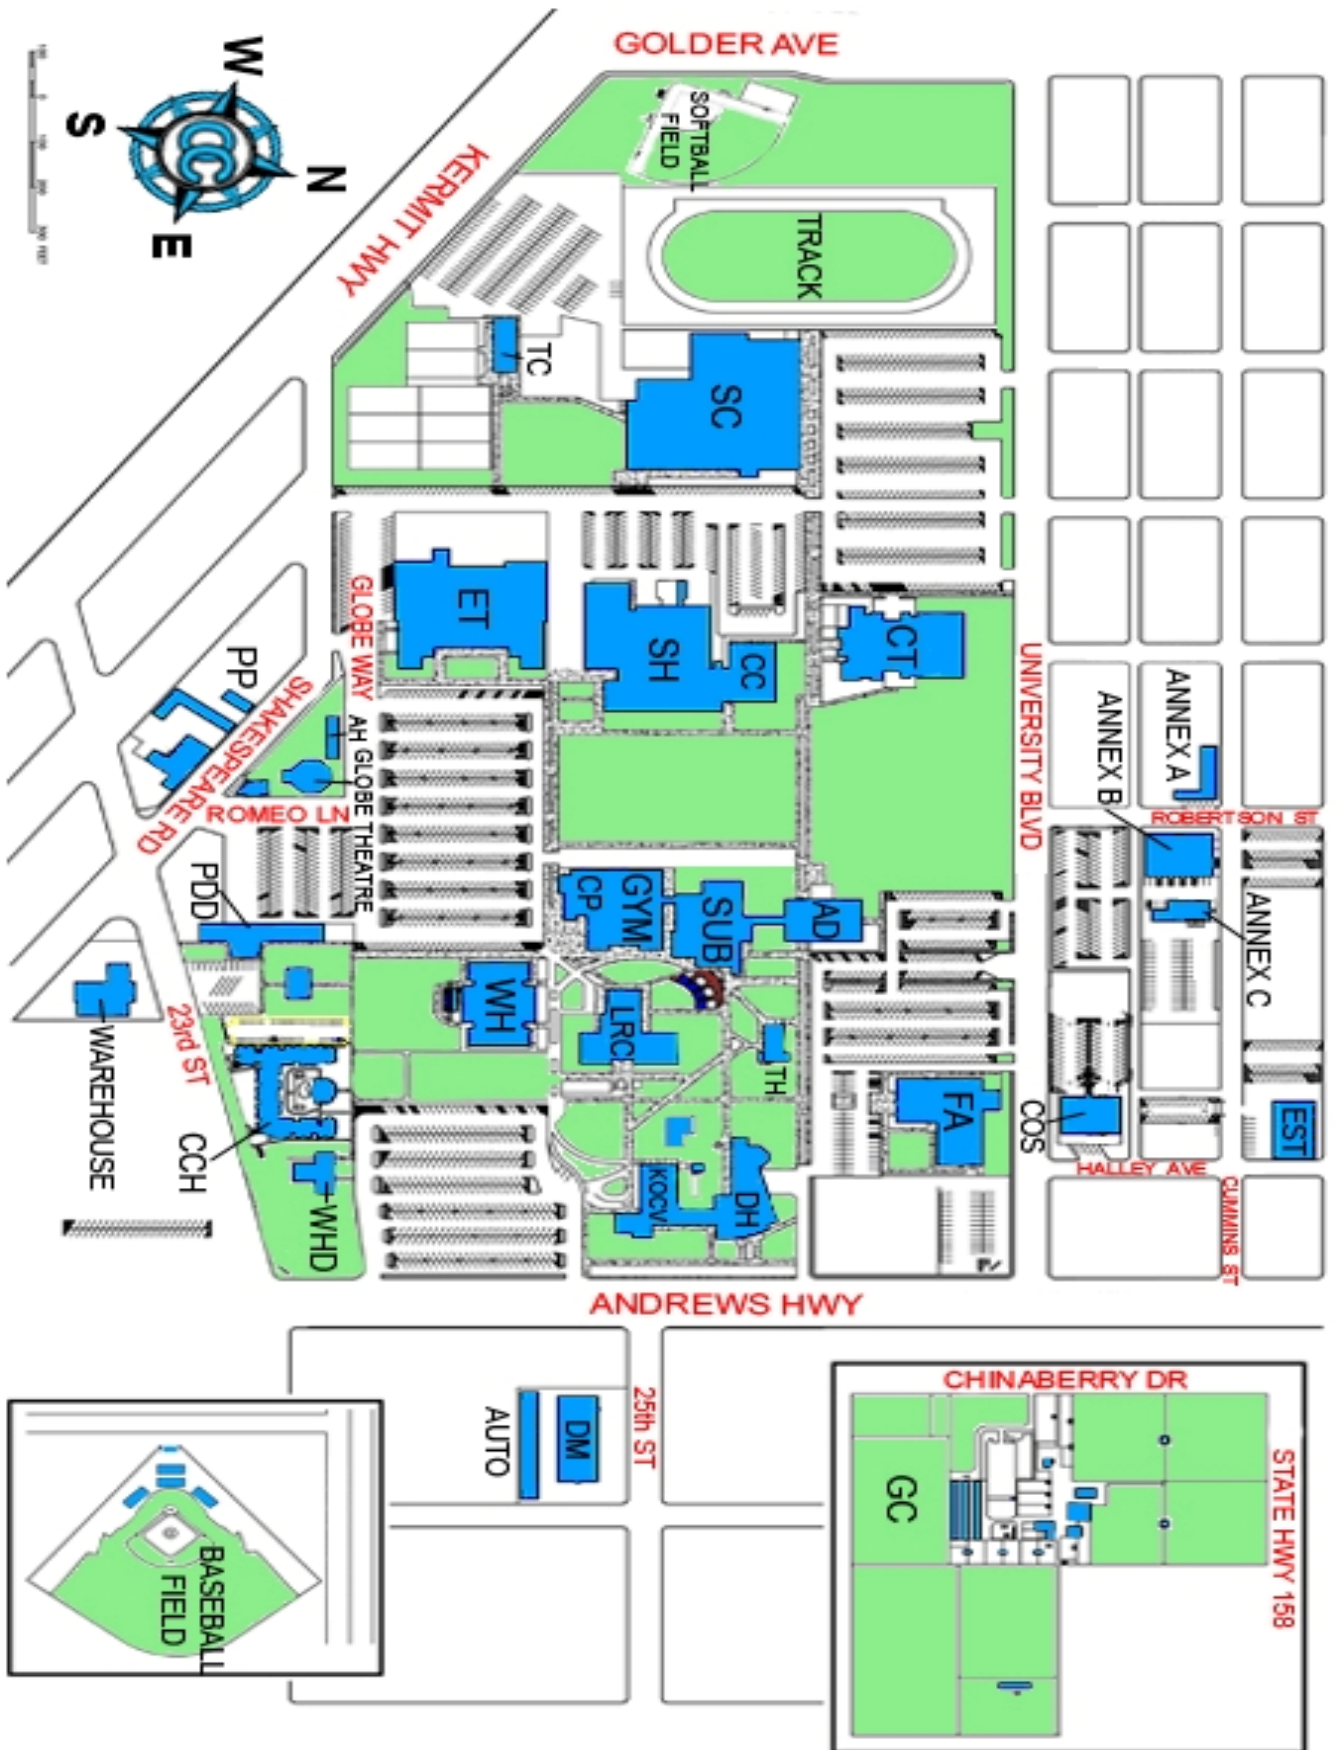 GOLDER AVE
W
N
S
E
CC
KERMIT HWY
SOFTBALL
FIELD
TRACK
TC
SC
ET
SH
CC
CT
GLOBE WAY
UNIVERSITY BLVD
PP
SHAKESPEARE RD
AH
GLOBE THEATRE
ROMEO LN
ANNEX A
ANNEX B
ROBERTSON ST
ANNEX C
PDD
CP
GYM
SUB
AD
WH
LRC
TH
23rd ST
WAREHOUSE
CCH
WHD
KOCV
DH
FA
COS
EST
HALLEY AVE
CUMMINS ST
ANDREWS HWY
25th ST
DM
AUTO
CHINABERRY DR
STATE HWY 158
GC
BASEBALL
FIELD